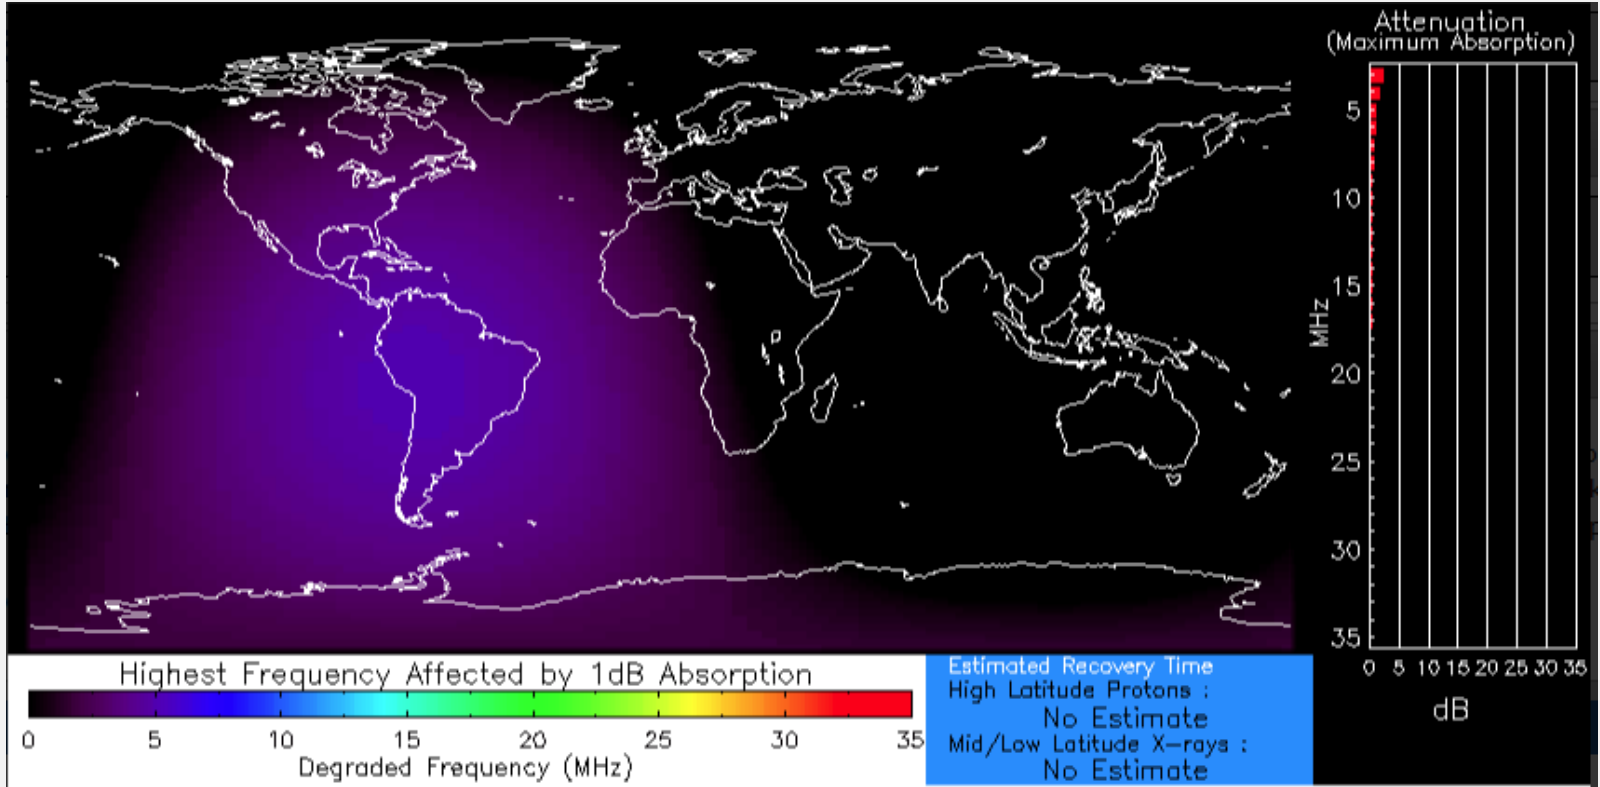 Attenuation
(Maximum Absorption)
5
10
15
20
25
30
35
MHz
0 5 10 15 20 25 30 35
dB
Highest Frequency Affected by 1dB Absorption
0 5 10 15 20 25 30 35
Degraded Frequency (MHz)
Estimated Recovery Time
High Latitude Protons :
No Estimate
Mid/Low Latitude X-rays :
No Estimate